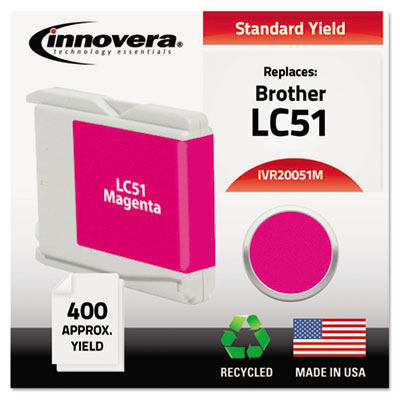 innovera
technology essentials
Standard Yield
Replaces:
Brother
LC51
IVR20051M
LC51
Magenta
400
APPROX.
YIELD
RECYCLED
MADE IN USA